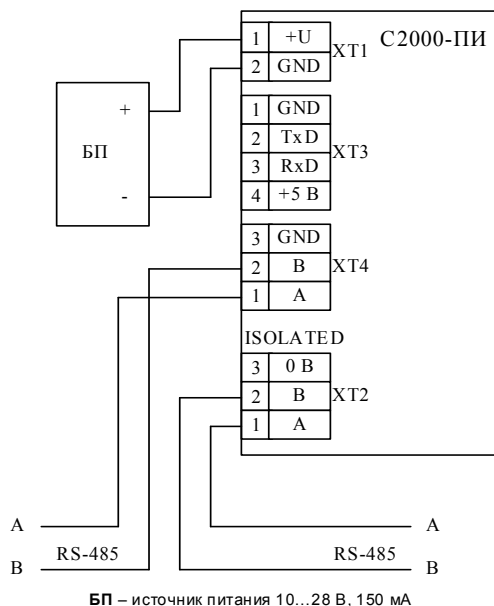 С2000-ПИ
1 +U
2 GND
XT1
+
БП
-
1 GND
2 TxD
3 RxD
4 +5 В
XT3
3 GND
2 B
1 A
XT4
ISOLATED
3 0 В
2 B
1 A
XT2
A
B
RS-485
A
RS-485
B
БП – источник питания 10...28 В, 150 мА